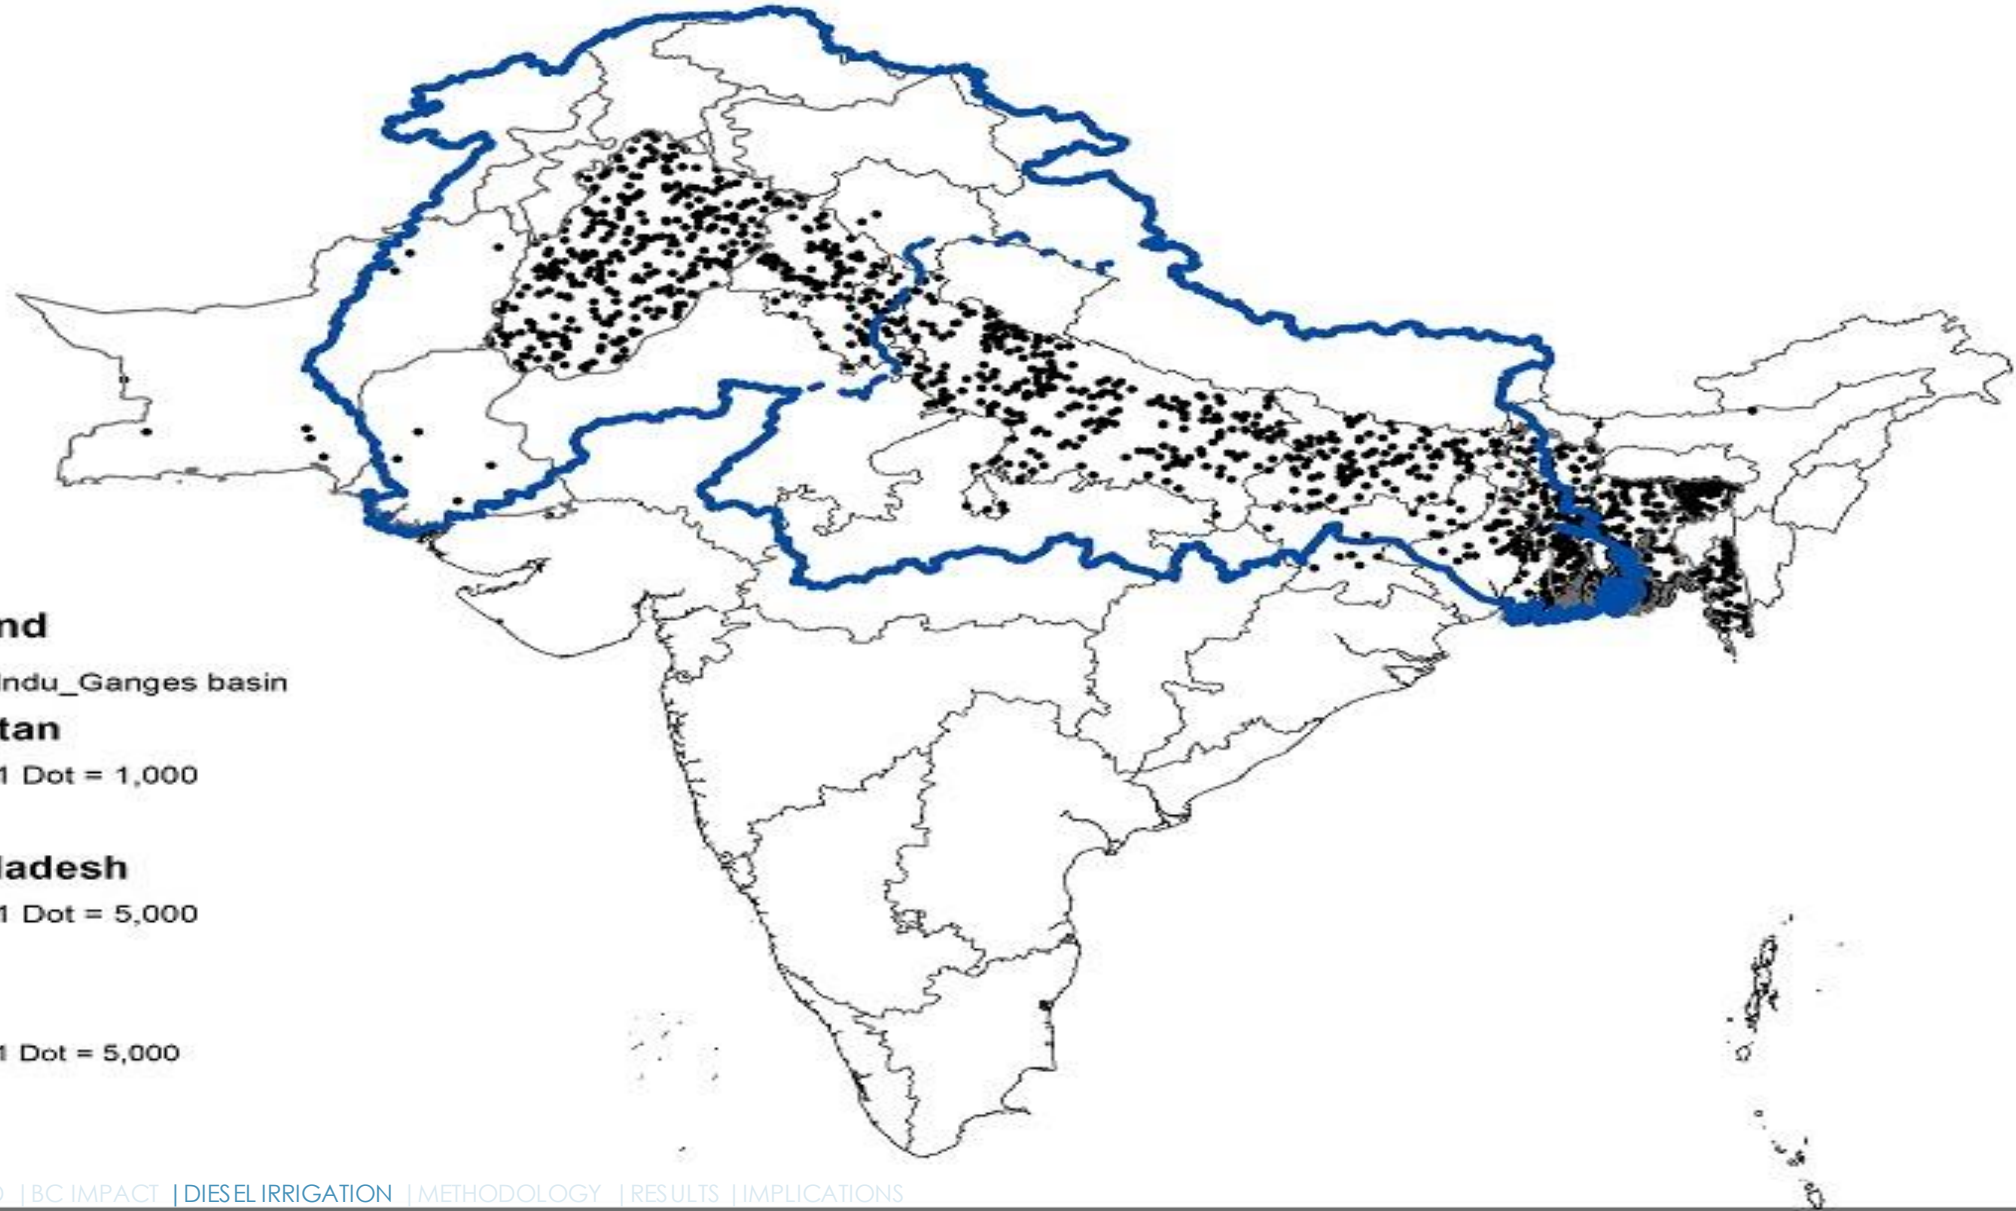 nd
Indu_Ganges basin
tan
1 Dot = 1,000
ladesh
1 Dot = 5,000
1 Dot = 5,000
| BC IMPACT | DIESEL IRRIGATION | METHODOLOGY | RESULTS | IMPLICATIONS